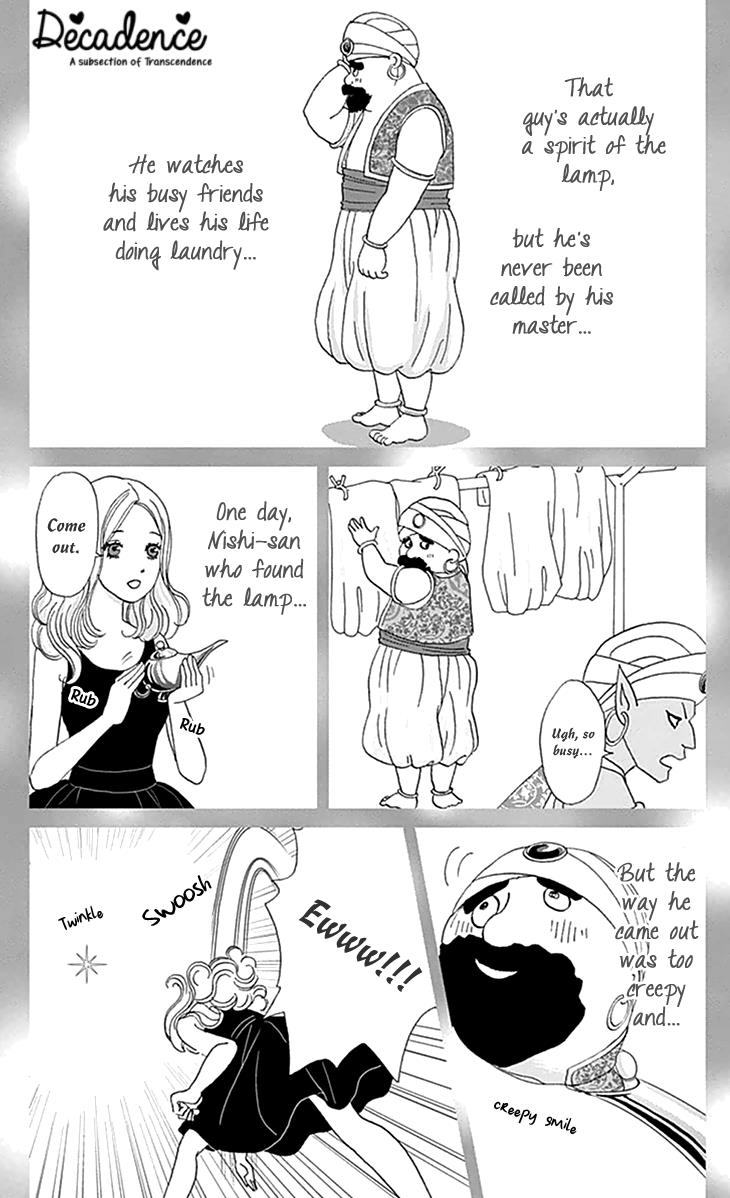 Decadence
A subsection of Transcendence
That
guy's actually
a spirit of the
lamp,
but he's
never been
called by his
master...
He watches
his busy friends
and lives his life
doing laundry...
Ugh, so
busy...
One day,
Nishi-san
who found
the lamp...
Come
out.
Rub
Rub
But the
way he
came out
was too
creepy
and...
creepy smile
Ewww!!!
Swoosh
Twinkle